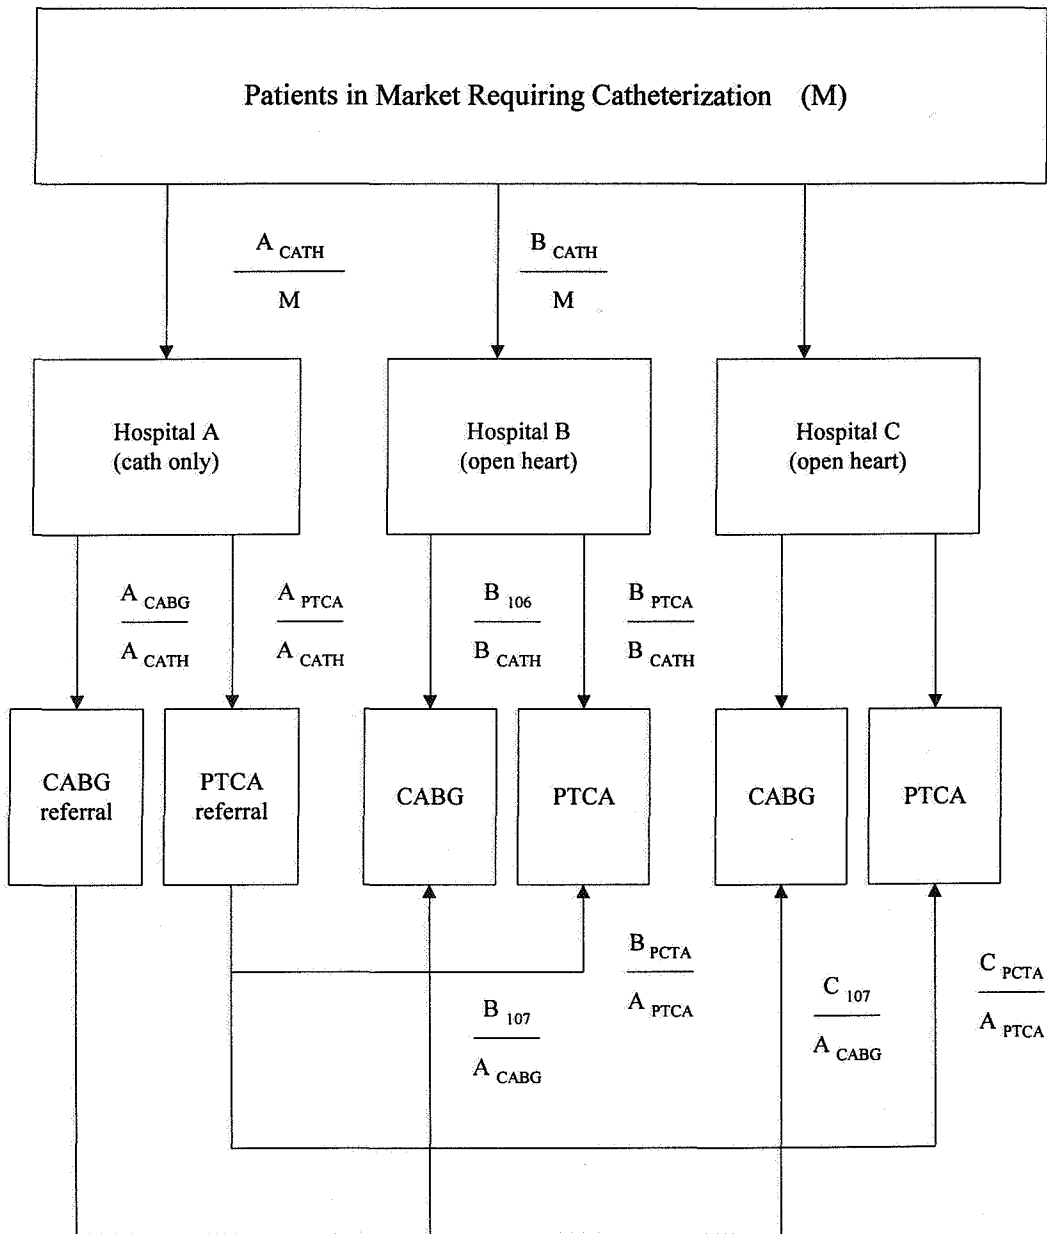 Patients in Market Requiring Catheterization (M)
A CATH
M
B CATH
M
Hospital A
(cath only)
Hospital B
(open heart)
Hospital C
(open heart)
A CABG
A CATH
A PTCA
A CATH
B 106
B CATH
B PTCA
B CATH
CABG
referral
PTCA
referral
CABG
PTCA
CABG
PTCA
B 107
A CABG
B PCTA
A PTCA
C 107
A CABG
C PCTA
A PTCA